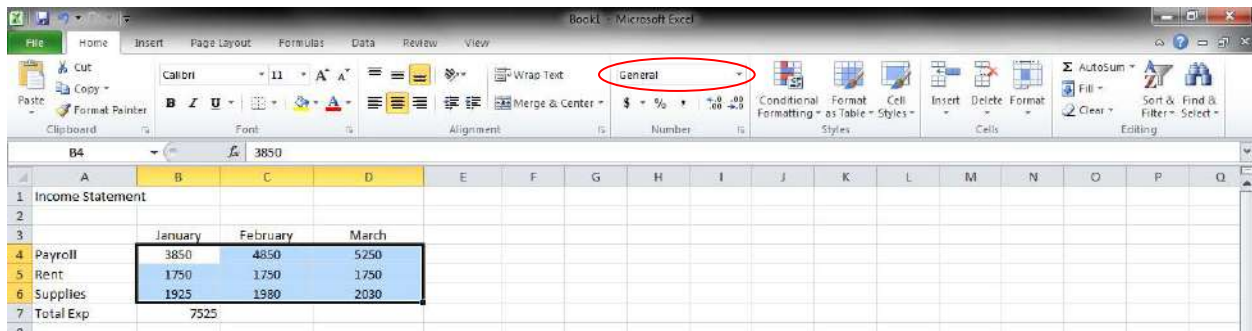 Book1 - Microsoft Excel
File Home Insert Page Layout Formulas Data Review View
Cut
Copy
Format Painter
Paste
Clipboard
Calibri 11 A A
B I U A
Font
Wrap Text
Merge & Center
Alignment
General
$ % , .0 .00 .00 .0
Number
Conditional Formatting
Format as Table
Cell Styles
Styles
Insert Delete Format
Cells
Σ AutoSum
Fill
Clear
Sort & Filter
Find & Select
Editing
B4 fx 3850
A B C D E F G H I J K L M N O P Q
1 Income Statement
2
3 January February March
4 Payroll 3850 4850 5250
5 Rent 1750 1750 1750
6 Supplies 1925 1980 2030
7 Total Exp 7525